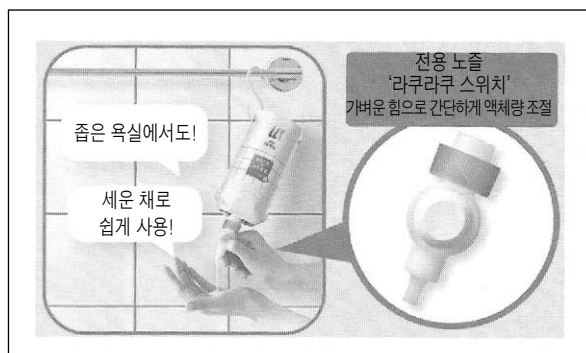 전용 노즐
‘라쿠라쿠 스위치’
가벼운 힘으로 간단하게 액체량 조절
좁은 욕실에서도!
세운 채로
쉽게 사용!